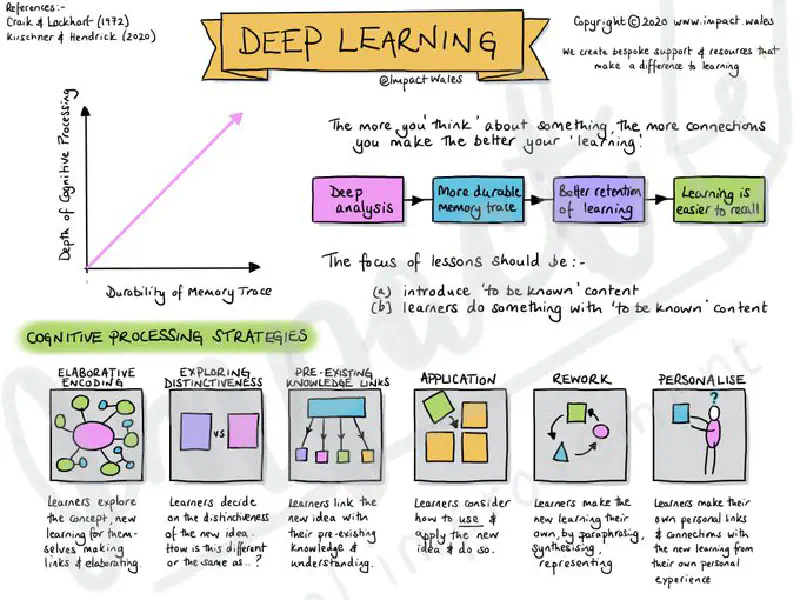 References:-
Craik & Lockhart (1972)
Kirschner & Hendrick (2020)
DEEP LEARNING
@ImpactWales
Copyright © 2020 www.impact.wales
We create bespoke support & resources that
make a difference to learning
Depth of Cognitive Processing
Durability of Memory Trace
The more you 'think' about something, the more connections
you make the better your 'learning'.
Deep
analysis
More durable
memory trace
Better retention
of learning
Learning is
easier to recall
The focus of lessons should be:-
(a) introduce 'to be known' content
(b) learners do something with 'to be known' content
COGNITIVE PROCESSING STRATEGIES
ELABORATIVE
ENCODING
Learners explore
the concept, new
learning for them-
selves making
links & elaborating.
EXPLORING
DISTINCTIVENESS
VS
Learners decide
on the distinctiveness
of the new idea.
How is this different
or the same as..?
PRE-EXISTING
KNOWLEDGE LINKS
Learners link the
new idea with
their pre-existing
knowledge &
understanding.
APPLICATION
Learners consider
how to use &
apply the new
idea & do so.
REWORK
Learners make the
new learning their
own, by paraphrasing,
synthesising,
representing
PERSONALISE
?
Learners make their
own personal links
& connections with
the new learning from
their own personal
experience